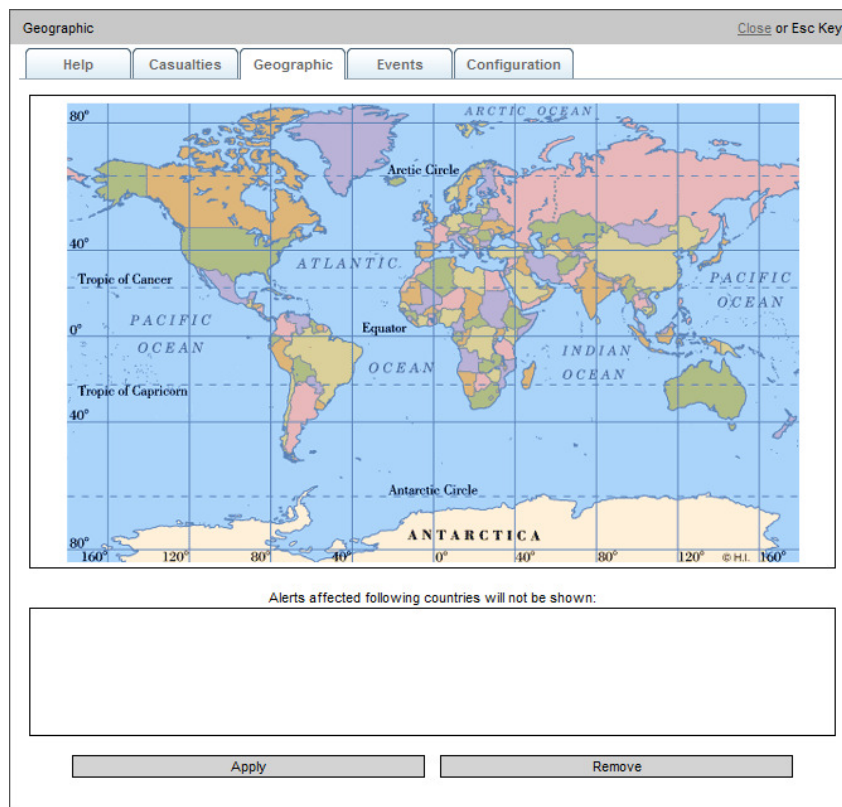 Geographic Close or Esc Key
Help Casualties Geographic Events Configuration
ARCTIC OCEAN
80°
Arctic Circle
40°
ATLANTIC
Tropic of Cancer
PACIFIC
OCEAN
PACIFIC
OCEAN
0°
Equator
OCEAN
INDIAN
OCEAN
Tropic of Capricorn
40°
Antarctic Circle
ANTARCTICA
80°
160° 120° 80° 40° 0° 40° 80° 120° © H.I. 160°
Alerts affected following countries will not be shown:
Apply Remove